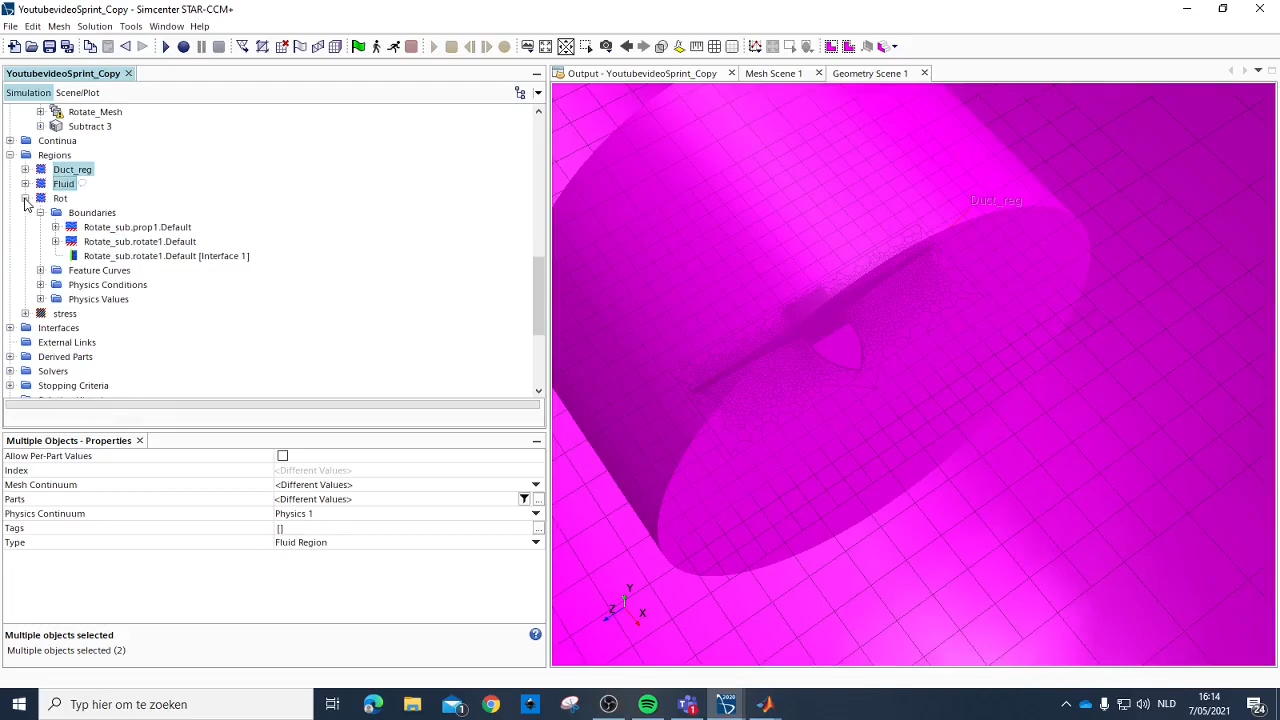 YoutubevideoSprint_Copy - Simcenter STAR-CCM+
File Edit Mesh Solution Tools Window Help
YoutubevideoSprint_Copy
Output - YoutubevideoSprint_Copy
Mesh Scene 1
Geometry Scene 1
Simulation Scene/Plot
Rotate_Mesh
Subtract 3
Continua
Regions
Duct_reg
Fluid
Rot
Boundaries
Rotate_sub.prop1.Default
Rotate_sub.rotate1.Default
Rotate_sub.rotate1.Default [Interface 1]
Feature Curves
Physics Conditions
Physics Values
stress
Interfaces
External Links
Derived Parts
Solvers
Stopping Criteria
Multiple Objects - Properties
Allow Per-Part Values
Index <Different Values>
Mesh Continuum <Different Values>
Parts <Different Values>
Physics Continuum Physics 1
Tags []
Type Fluid Region
Multiple objects selected
Multiple objects selected (2)
Duct_reg
Y
Z
X
Typ hier om te zoeken
NLD
16:14
7/05/2021
24